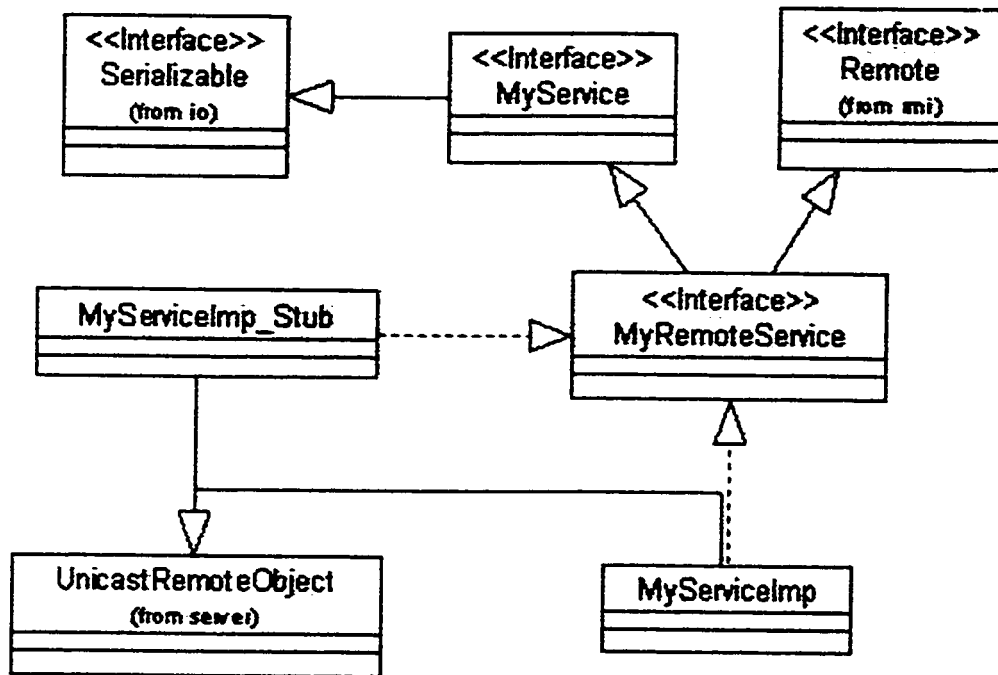 <<Interface>>
Serializable
(from io)
<<Interface>>
MyService
<<Interface>>
Remote
(from rmi)
MyServiceImp_Stub
<<Interface>>
MyRemoteService
UnicastRemoteObject
(from server)
MyServiceImp